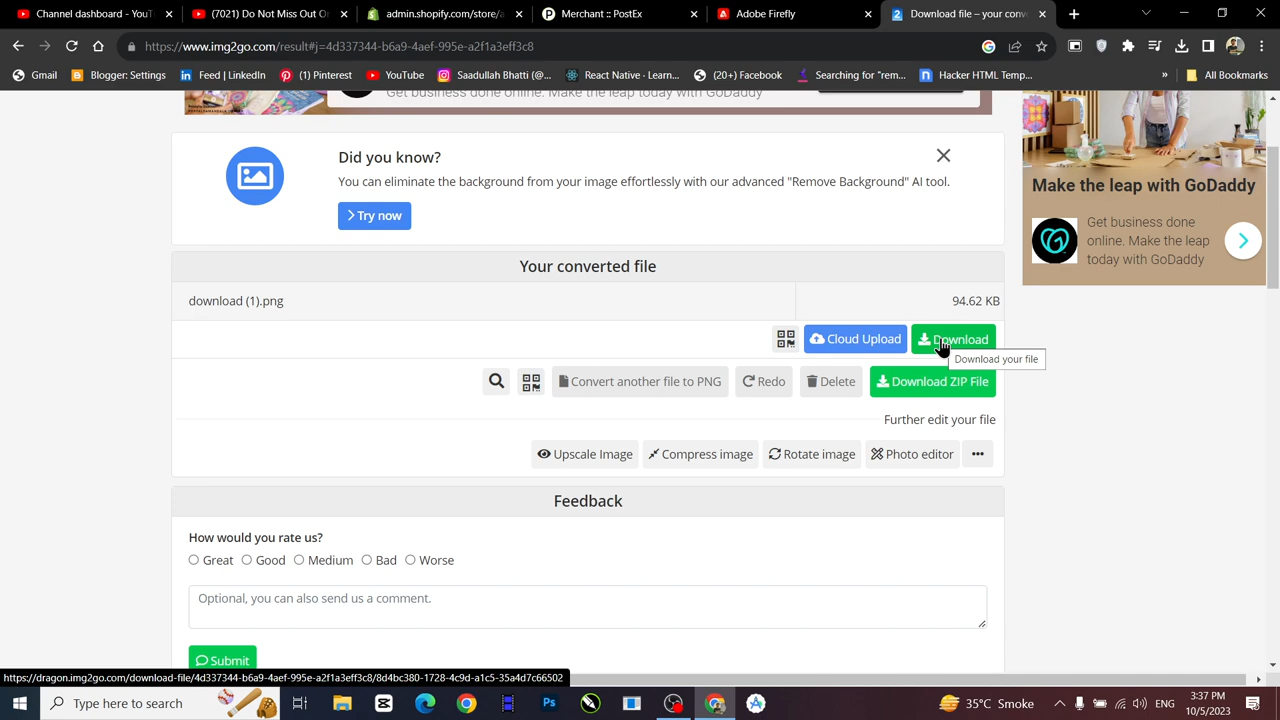 Channel dashboard - YouT
(7021) Do Not Miss Out Or
admin.shopify.com/store/a
Merchant :: PostEx
Adobe Firefly
Download file – your conv
https://www.img2go.com/result#j=4d337344-b6a9-4aef-995e-a2f1a3eff3c8
Gmail
Blogger: Settings
Feed | LinkedIn
(1) Pinterest
YouTube
Saadullah Bhatti (@...
React Native · Learn...
(20+) Facebook
Searching for "rem...
Hacker HTML Temp...
»
All Bookmarks
Get business done online. Make the leap today with GoDaddy
Did you know?
You can eliminate the background from your image effortlessly with our advanced "Remove Background" AI tool.
Try now
Make the leap with GoDaddy
Get business done
online. Make the leap
today with GoDaddy
Your converted file
download (1).png
94.62 KB
Cloud Upload
Download
Download your file
Convert another file to PNG
Redo
Delete
Download ZIP File
Further edit your file
Upscale Image
Compress image
Rotate image
Photo editor
Feedback
How would you rate us?
Great
Good
Medium
Bad
Worse
Optional, you can also send us a comment.
Submit
https://dragon.img2go.com/download-file/4d337344-b6a9-4aef-995e-a2f1a3eff3c8/8d4bc380-1728-4c9d-a1c5-35a4d7c66502
Type here to search
Ps
35°C Smoke
ENG
3:37 PM
10/5/2023